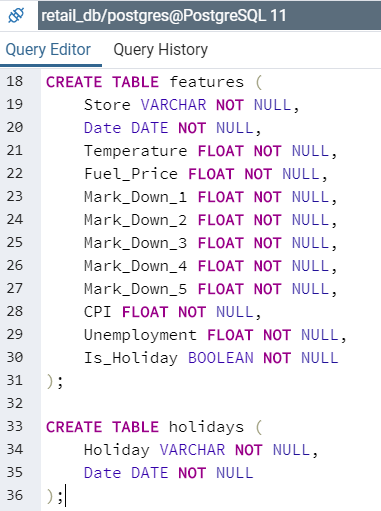 retail_db/postgres@PostgreSQL 11
Query Editor Query History
18 CREATE TABLE features (
19 Store VARCHAR NOT NULL,
20 Date DATE NOT NULL,
21 Temperature FLOAT NOT NULL,
22 Fuel_Price FLOAT NOT NULL,
23 Mark_Down_1 FLOAT NOT NULL,
24 Mark_Down_2 FLOAT NOT NULL,
25 Mark_Down_3 FLOAT NOT NULL,
26 Mark_Down_4 FLOAT NOT NULL,
27 Mark_Down_5 FLOAT NOT NULL,
28 CPI FLOAT NOT NULL,
29 Unemployment FLOAT NOT NULL,
30 Is_Holiday BOOLEAN NOT NULL
31 );
32
33 CREATE TABLE holidays (
34 Holiday VARCHAR NOT NULL,
35 Date DATE NOT NULL
36 );